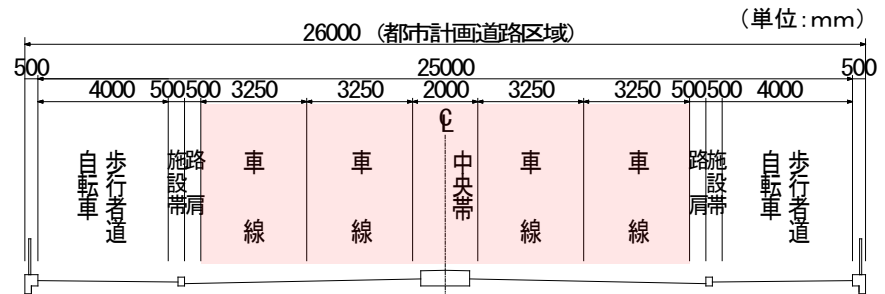 (単位:mm)
26000 (都市計画道路区域)
500 25000 500
4000 500 500 3250 3250 2000 3250 3250 500 500 4000
℄
自転車歩行者道 施設帯 路肩 車線 車線 中央帯 車線 車線 路肩 施設帯 自転車歩行者道